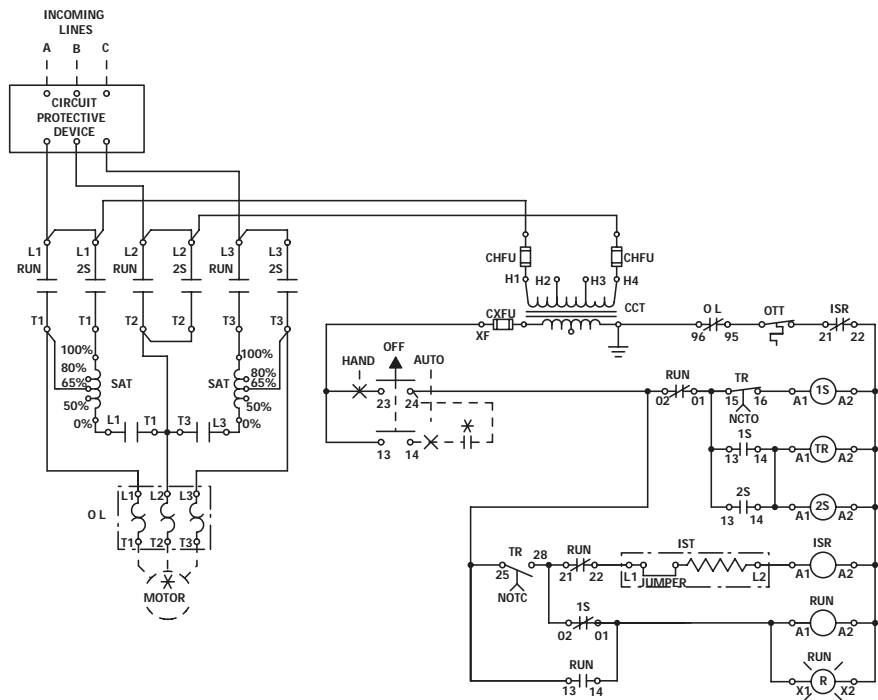 INCOMING
LINES
A B C
CIRCUIT
PROTECTIVE
DEVICE
L1 L1 L2 L2 L3 L3
RUN 2S RUN 2S RUN 2S
T1 T1 T2 T2 T3 T3
100%
80%
65%
50%
0%
SAT
100%
80%
65%
50%
0%
SAT
L1 T1 T3 L3
O L
L1 L2 L3
T1 T2 T3
MOTOR
CHFU CHFU
H1 H2 H3 H4
CCT
CXFU
XF
O L
96 95
OTT
ISR
21 22
HAND
OFF
AUTO
23 24
13 14
RUN
02 01
TR
15 16
NCTO
1S
A1 A2
1S
13 14
TR
A1 A2
2S
13 14
2S
A1 A2
TR
25 28
NOTC
RUN
21 22
IST
L1 L2
JUMPER
ISR
A1 A2
1S
02 01
RUN
A1 A2
RUN
13 14
RUN
R
X1 X2